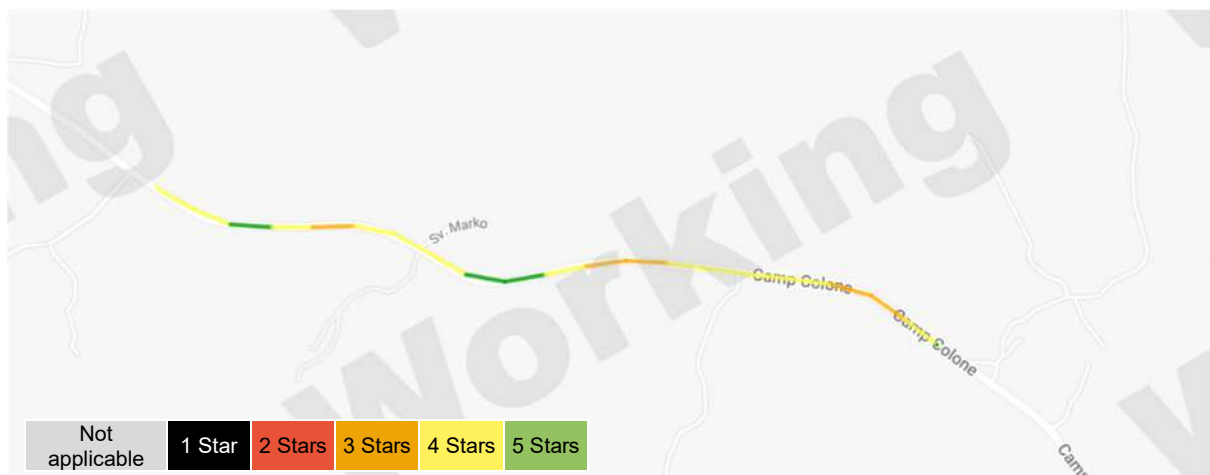 Working
Sv. Marko
Camp Colone
Camp Colone
Camp
Not
applicable
1 Star
2 Stars
3 Stars
4 Stars
5 Stars